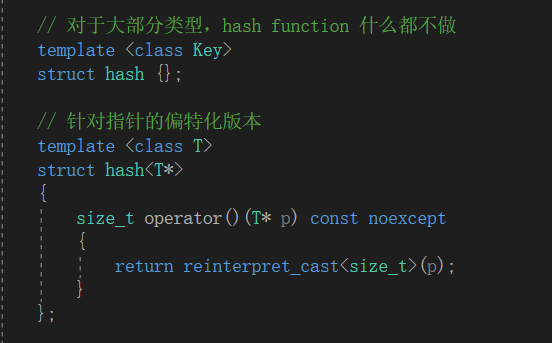 // 对于大部分类型，hash function 什么都不做
template <class Key>
struct hash {};
// 针对指针的偏特化版本
template <class T>
struct hash<T*>
{
size_t operator()(T* p) const noexcept
{
return reinterpret_cast<size_t>(p);
}
};